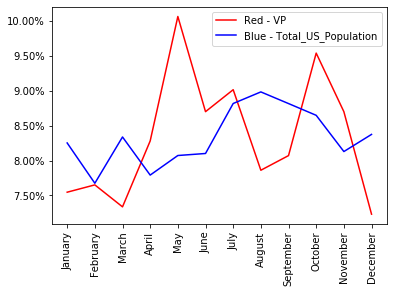 10.00%
9.50%
9.00%
8.50%
8.00%
7.50%
Red - VP
Blue - Total_US_Population
January
February
March
April
May
June
July
August
September
October
November
December